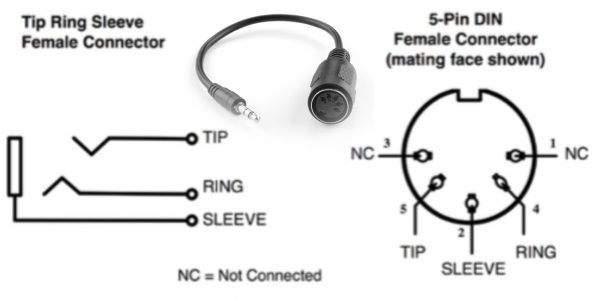 Tip Ring Sleeve
Female Connector
5-Pin DIN
Female Connector
(mating face shown)
TIP
RING
SLEEVE
NC = Not Connected
3
1
NC
NC
5
4
2
TIP
RING
SLEEVE